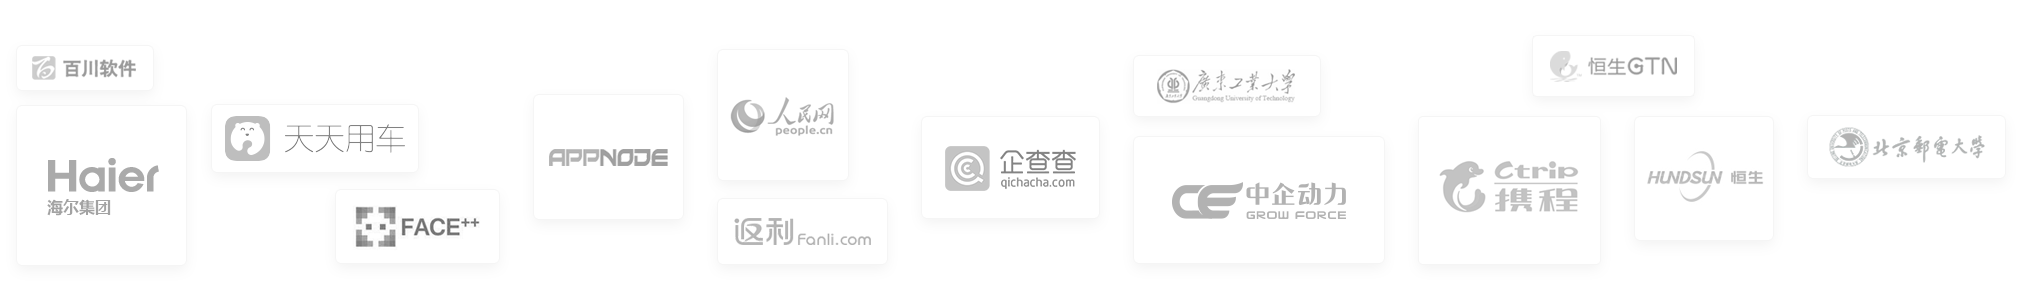 百川软件
Haier
海尔集团
天天用车
FACE++
APPNODE
人民网
people.cn
返利 Fanli.com
企查查
qichacha.com
廣東工業大学
Guangdong University of Technology
中企动力
GROW FORCE
Ctrip
携程
恒生GTN
HUNDSUN 恒生
北京郵電大學